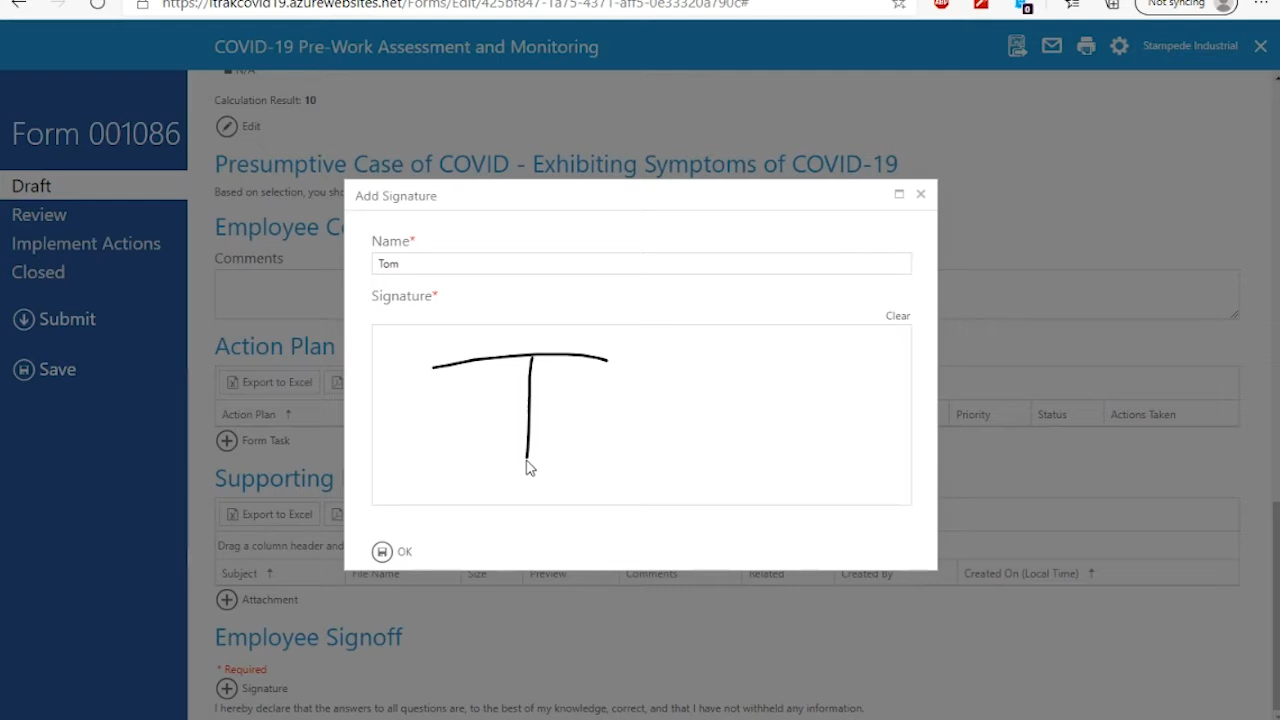 https://itrakcovid19.azurewebsites.net/Forms/Edit/425bf847-1a75-4371-aff5-0e33320a790c#
Not syncing
COVID-19 Pre-Work Assessment and Monitoring
Stampede Industrial
Form 001086
Draft
Review
Implement Actions
Closed
Submit
Save
N/A
Calculation Result: 10
Edit
Presumptive Case of COVID - Exhibiting Symptoms of COVID-19
Based on selection, you
Employee
Comments
Action Plan
Export to Excel
Action Plan
Priority
Status
Actions Taken
Form Task
Supporting
Export to Excel
Drag a column header and
Subject
File Name
Size
Preview
Comments
Related
Created By
Created On (Local Time)
Attachment
Employee Signoff
* Required
Signature
I hereby declare that the answers to all questions are, to the best of my knowledge, correct, and that I have not withheld any information.
Add Signature
Name*
Tom
Signature*
Clear
T
OK